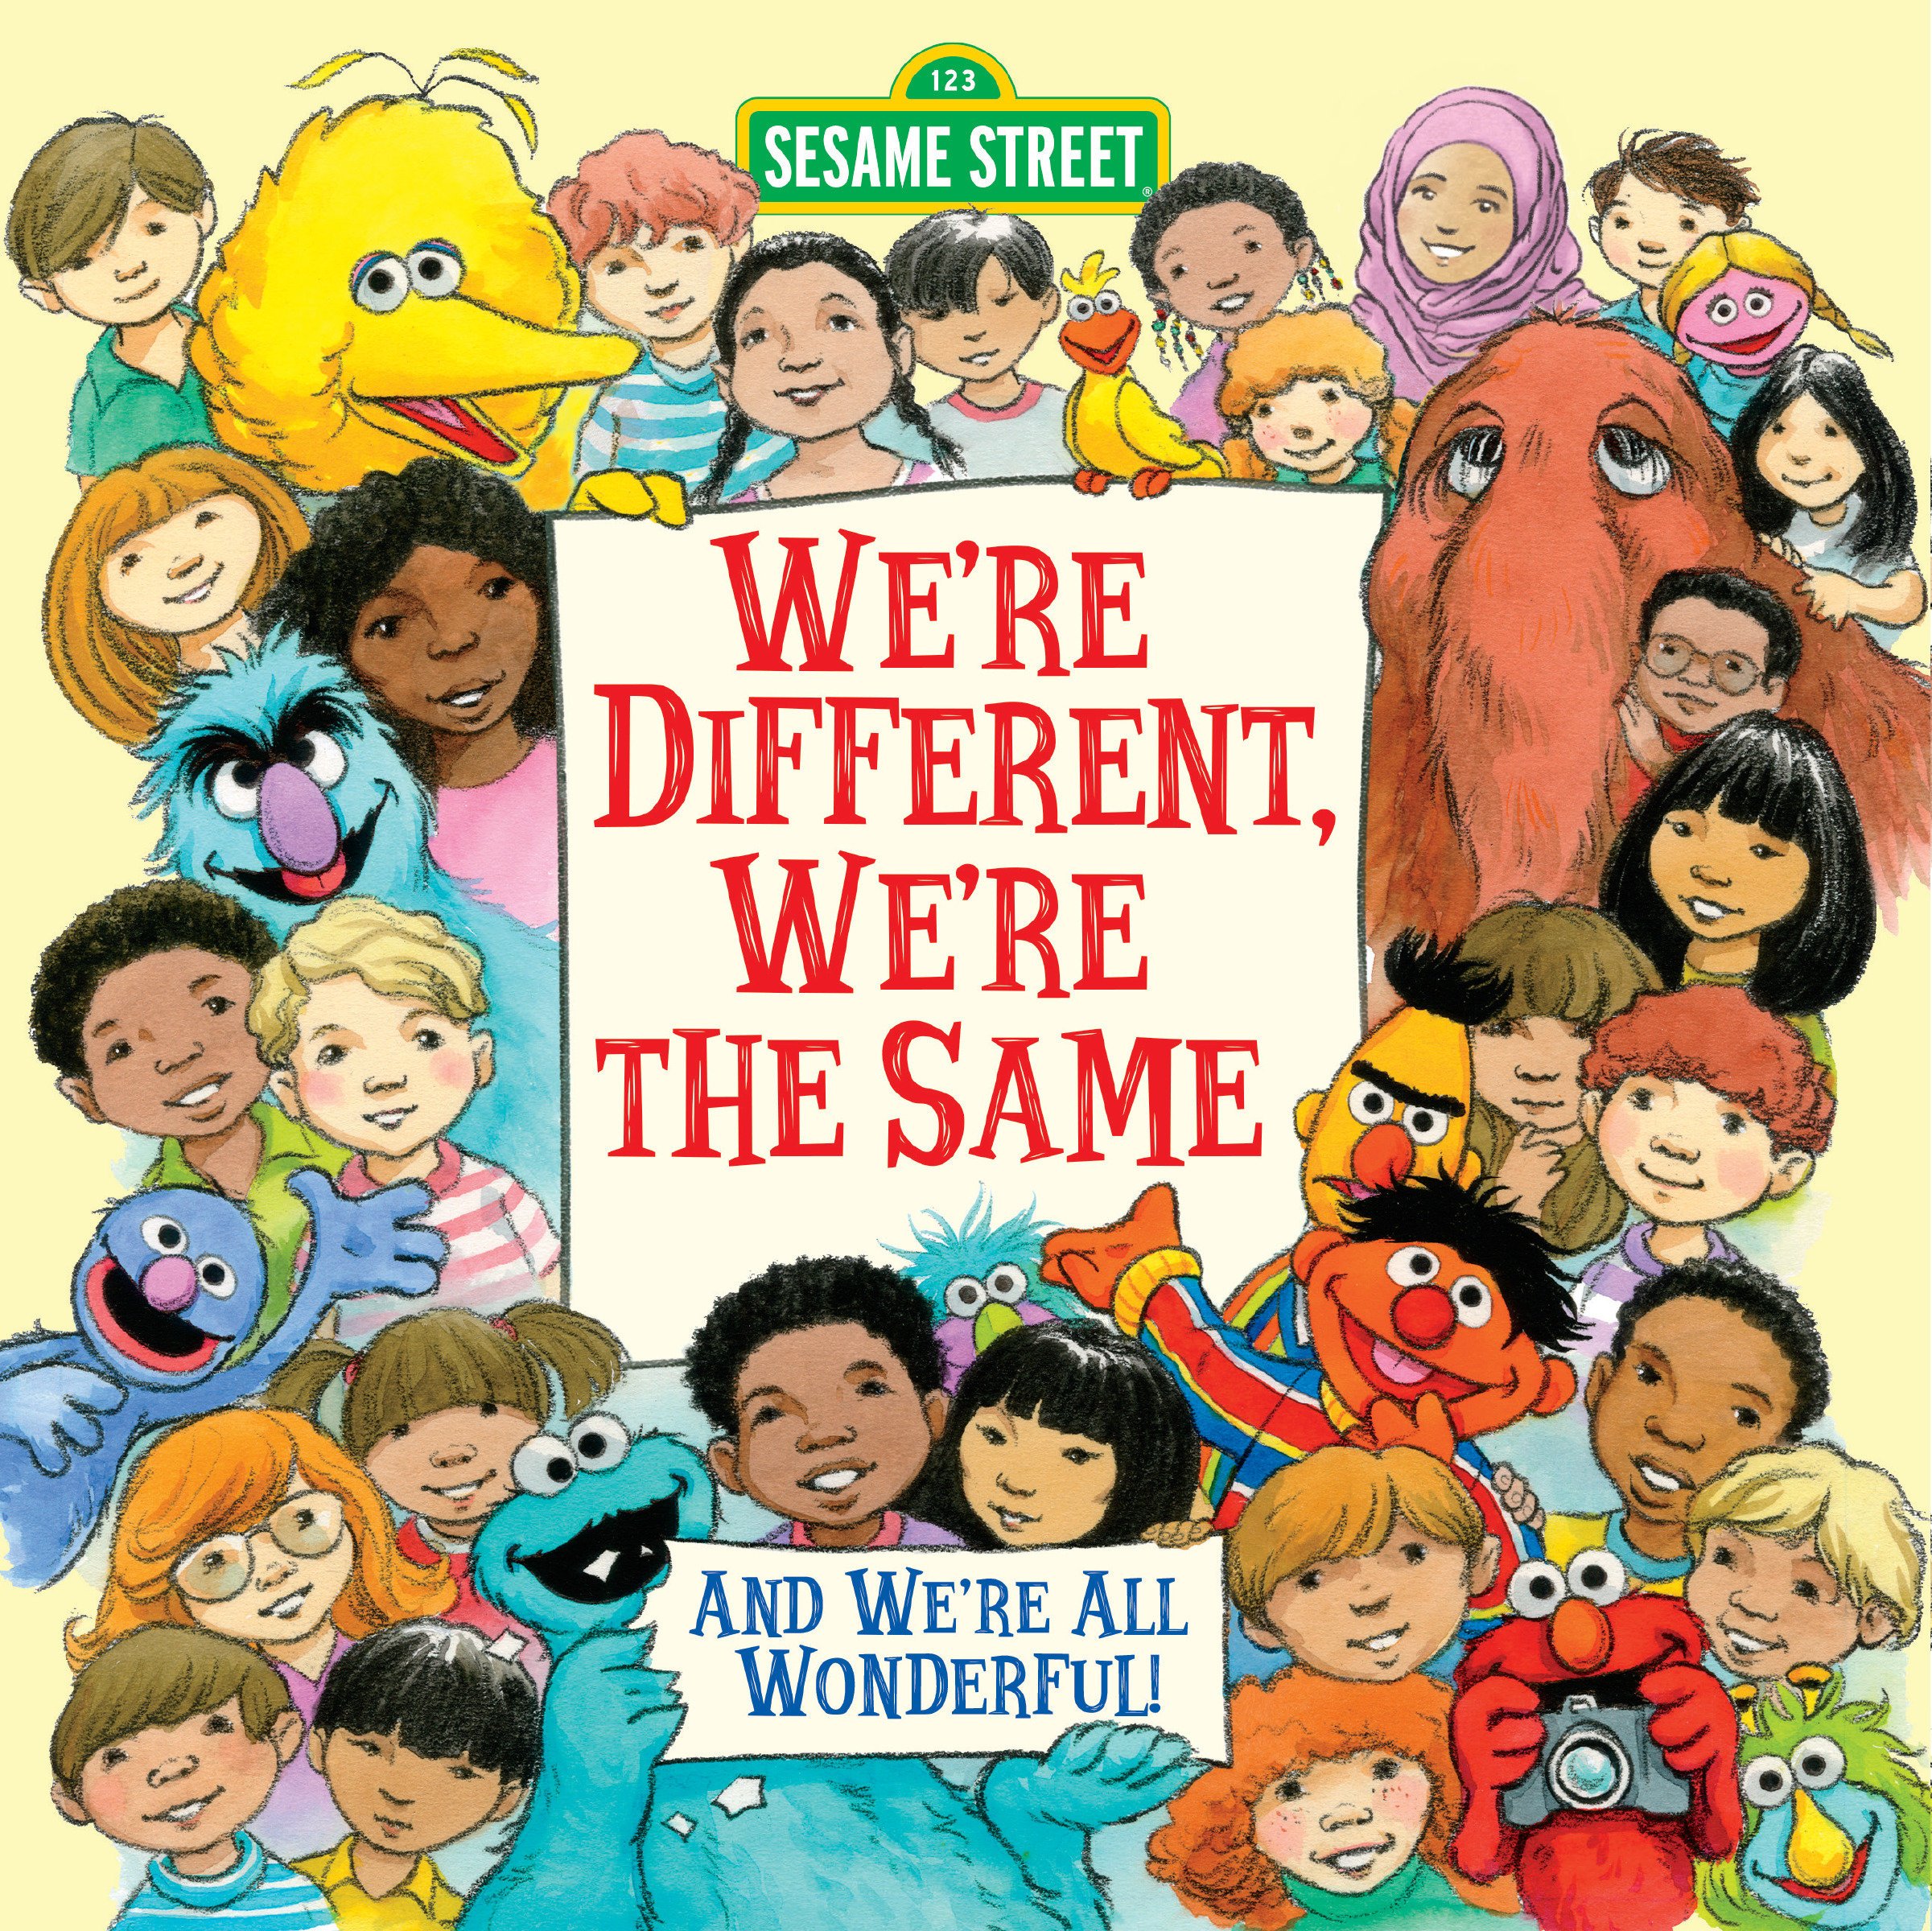 123
SESAME STREET®
WE'RE
DIFFERENT,
WE'RE
THE SAME
AND WE'RE ALL
WONDERFUL!